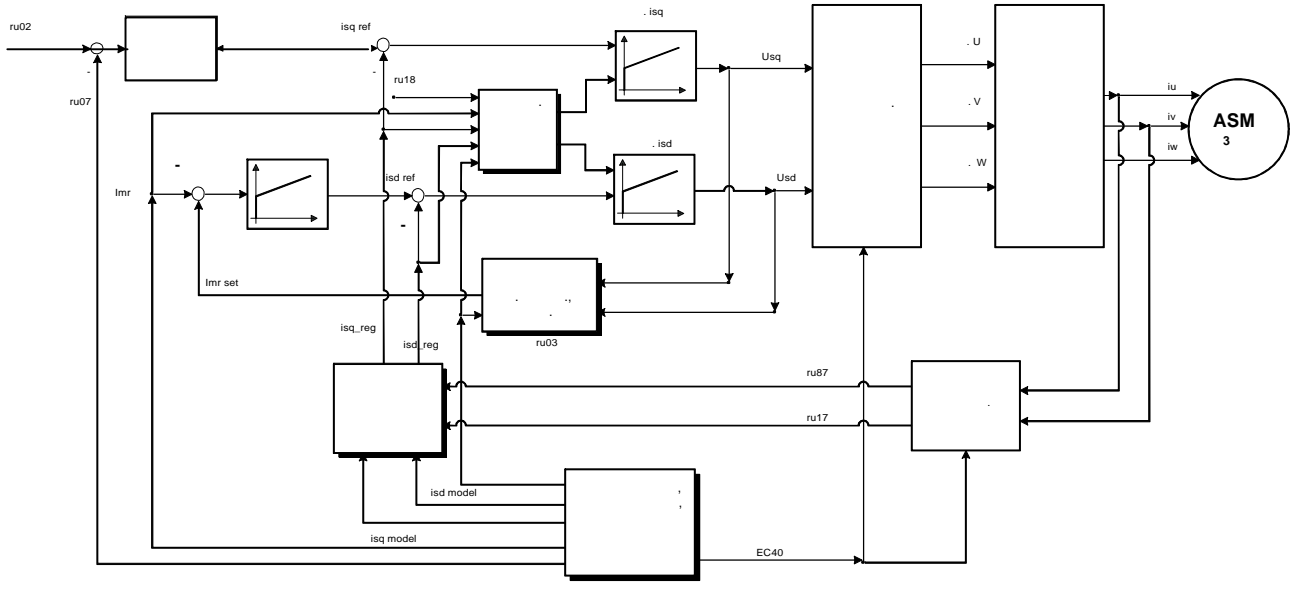 ru02
isq ref
. isq
-
-
ru07
ru18
.
Usq
. U
. V
. W
.
iu
iv
iw
ASM
3
-
Imr
isd ref
-
. isd
Usd
Imr set
. .,
.
ru03
isq_reg
isd_reg
ru87
ru17
.
isd model
isq model
,
,
EC40